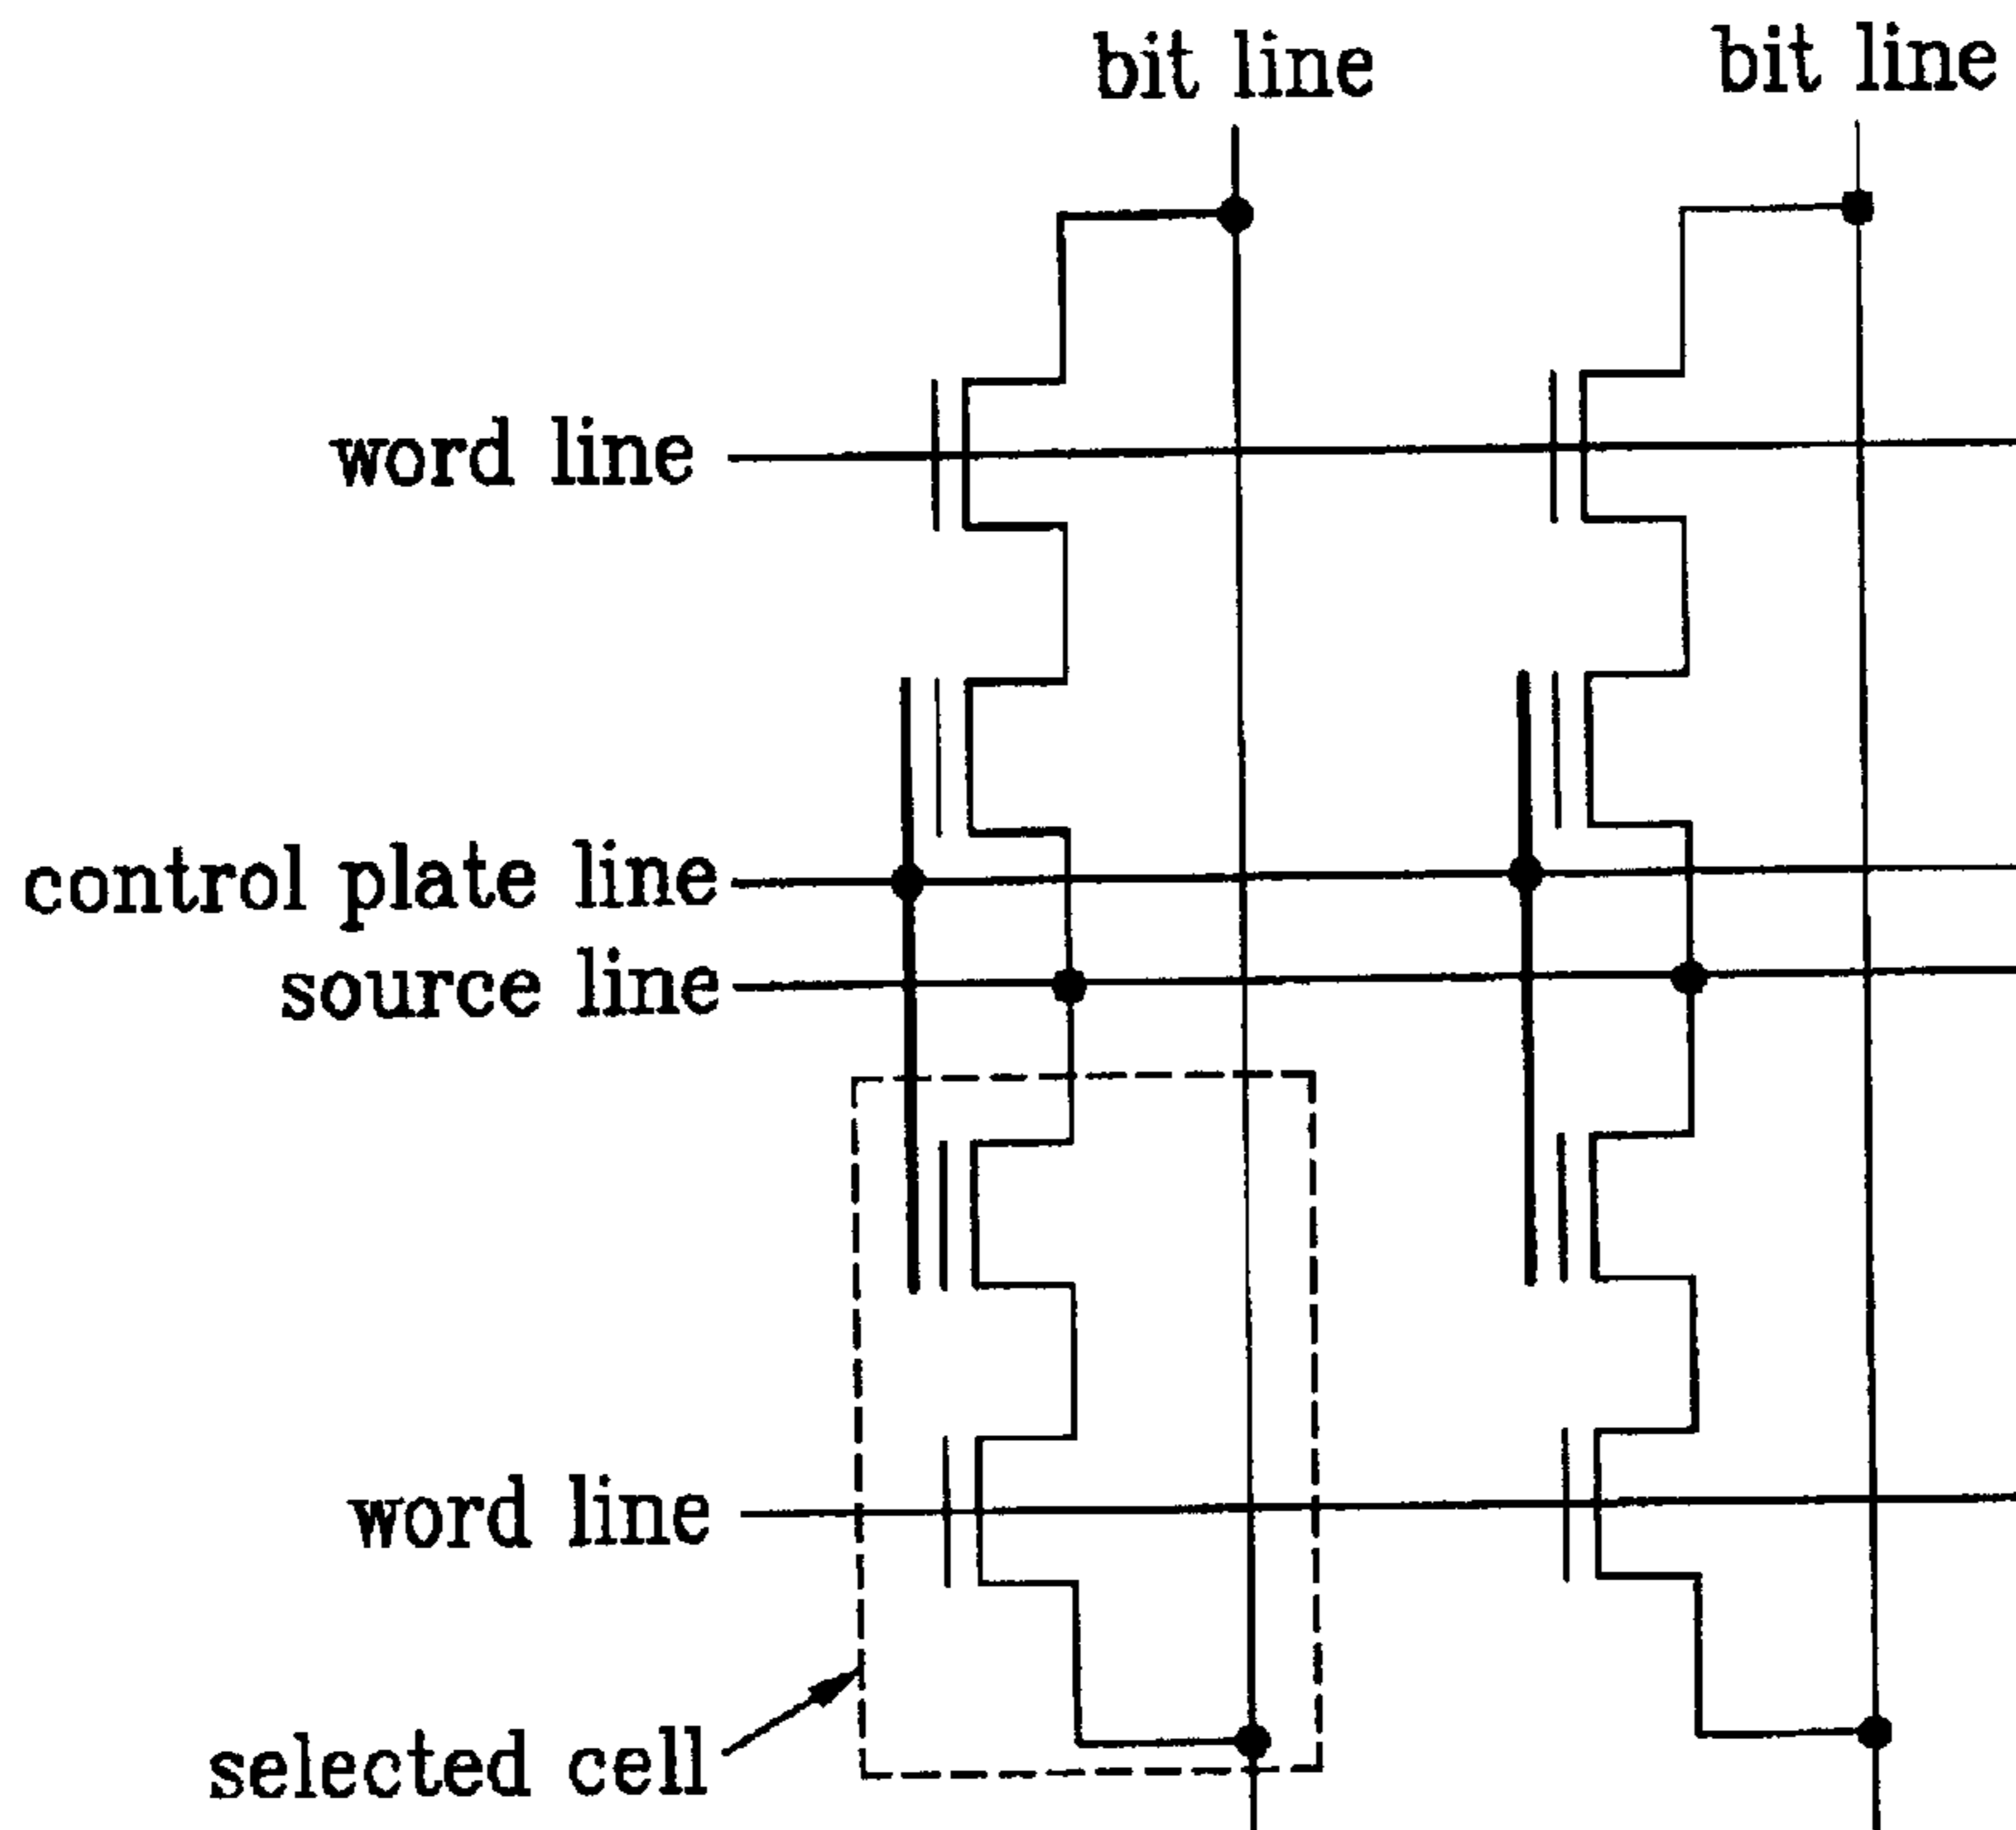 bit line
bit line
word line
control plate line
source line
word line
selected cell